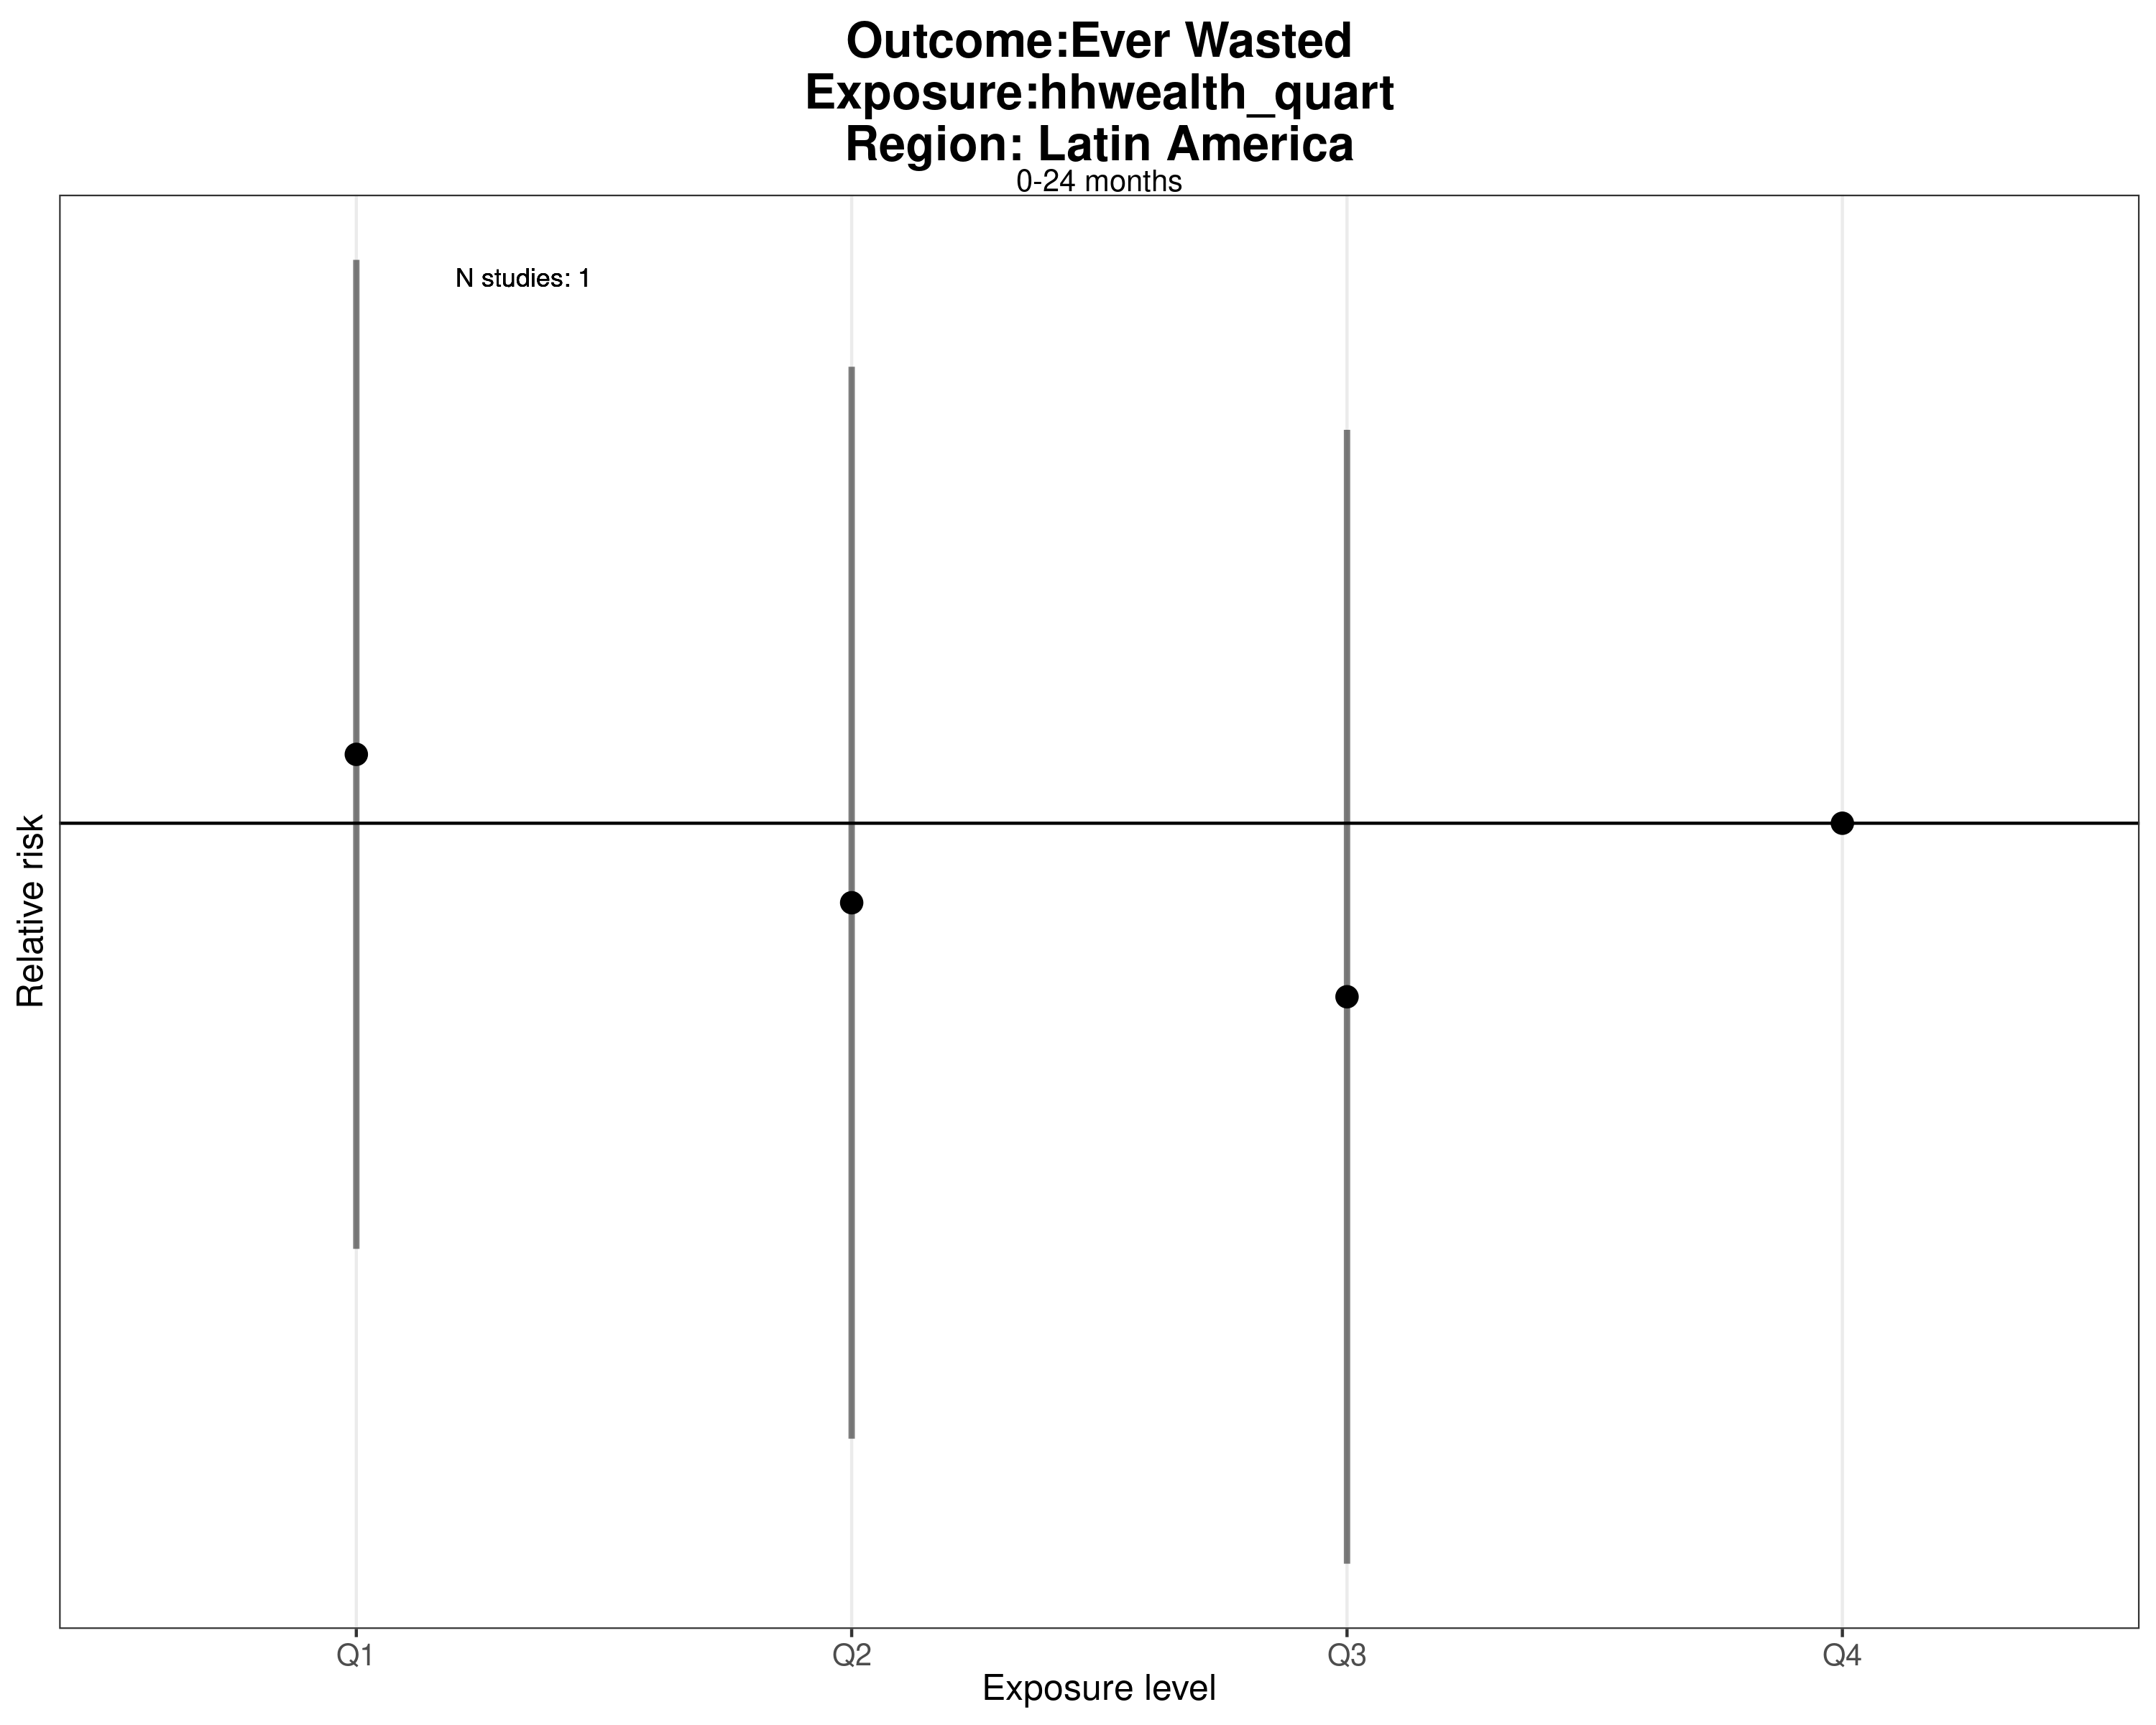 Outcome:Ever Wasted
Exposure:hhwealth_quart
Region: Latin America
0-24 months
N studies: 1
Relative risk
Q1
Q2
Q3
Q4
Exposure level